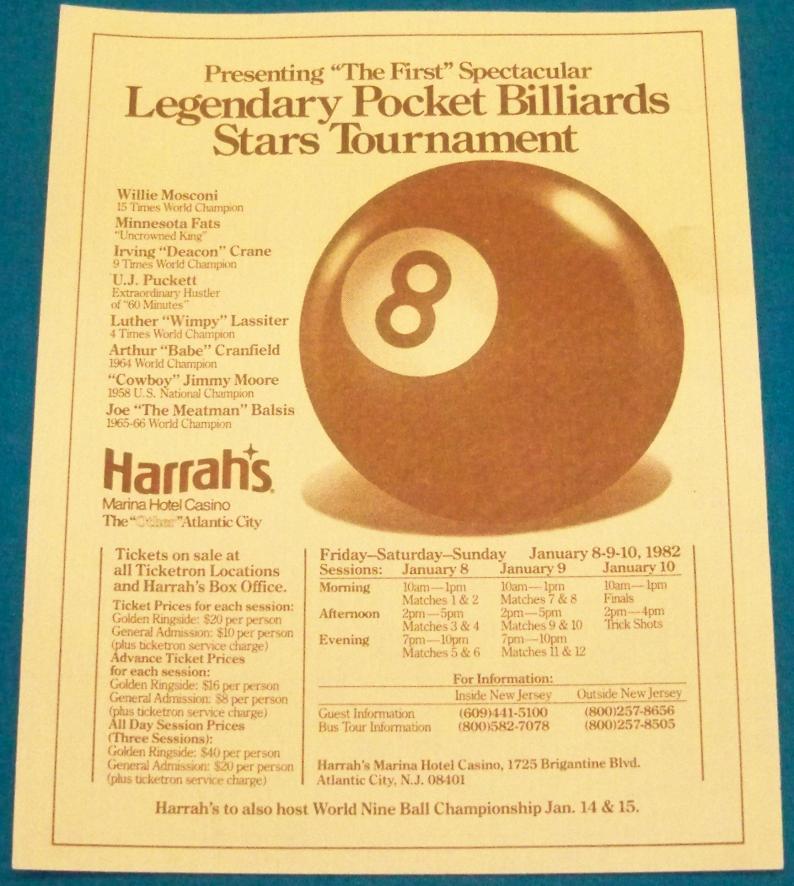 Presenting “The First” Spectacular
Legendary Pocket Billiards
Stars Tournament
Willie Mosconi
15 Times World Champion
Minnesota Fats
“Uncrowned King”
Irving “Deacon” Crane
9 Times World Champion
U.J. Puckett
Extraordinary Hustler
of “60 Minutes”
Luther “Wimpy” Lassiter
4 Times World Champion
Arthur “Babe” Cranfield
1964 World Champion
“Cowboy” Jimmy Moore
1958 U.S. National Champion
Joe “The Meatman” Balsis
1965-66 World Champion
8
Harrah's
Marina Hotel Casino
The “Other” Atlantic City
Tickets on sale at
all Ticketron Locations
and Harrah's Box Office.
Ticket Prices for each session:
Golden Ringside: $20 per person
General Admission: $10 per person
(plus ticketron service charge)
Advance Ticket Prices
for each session:
Golden Ringside: $16 per person
General Admission: $8 per person
(plus ticketron service charge)
All Day Session Prices
(Three Sessions):
Golden Ringside: $40 per person
General Admission: $20 per person
(plus ticketron service charge)
Friday–Saturday–Sunday January 8-9-10, 1982
Sessions: January 8 January 9 January 10
Morning 10am—1pm 10am—1pm 10am—1pm
Matches 1 & 2 Matches 7 & 8 Finals
Afternoon 2pm—5pm 2pm—5pm 2pm—4pm
Matches 3 & 4 Matches 9 & 10 Trick Shots
Evening 7pm—10pm 7pm—10pm
Matches 5 & 6 Matches 11 & 12
For Information:
Inside New Jersey Outside New Jersey
Guest Information (609)441-5100 (800)257-8656
Bus Tour Information (800)582-7078 (800)257-8505
Harrah's Marina Hotel Casino, 1725 Brigantine Blvd.
Atlantic City, N.J. 08401
Harrah's to also host World Nine Ball Championship Jan. 14 & 15.